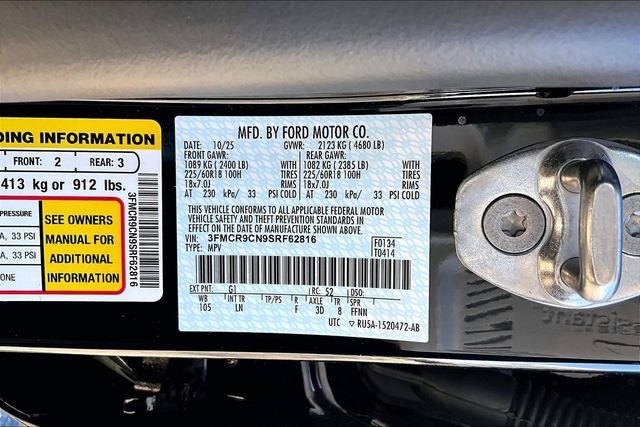 DING INFORMATION
FRONT: 2 REAR: 3
413 kg or 912 lbs.
PRESSURE
A, 33 PSI
A, 33 PSI
ONE
SEE OWNERS
MANUAL FOR
ADDITIONAL
INFORMATION
3FMCR9CN9SRF62816
MFD. BY FORD MOTOR CO.
DATE: 10/25 GVWR: 2123 KG ( 4680 LB)
FRONT GAWR: REAR GAWR:
1089 KG ( 2400 LB) WITH 1082 KG ( 2385 LB) WITH
225/60R18 100H TIRES 225/60R18 100H TIRES
18x7.0J RIMS 18x7.0J RIMS
AT 230 kPa/ 33 PSI COLD AT 230 kPa/ 33 PSI COLD
THIS VEHICLE CONFORMS TO ALL APPLICABLE FEDERAL MOTOR
VEHICLE SAFETY AND THEFT PREVENTION STANDARDS IN
EFFECT ON THE DATE OF MANUFACTURE SHOWN ABOVE.
VIN: 3FMCR9CN9SRF62816
TYPE: MPV
F0134
T0414
EXT PNT: G1 RC: 52 DSO:
WB INT TR TP/PS R AXLE TR SPR
105 LN F 3D 8 FFNN
UTC ▽ RU5A-1520472-AB